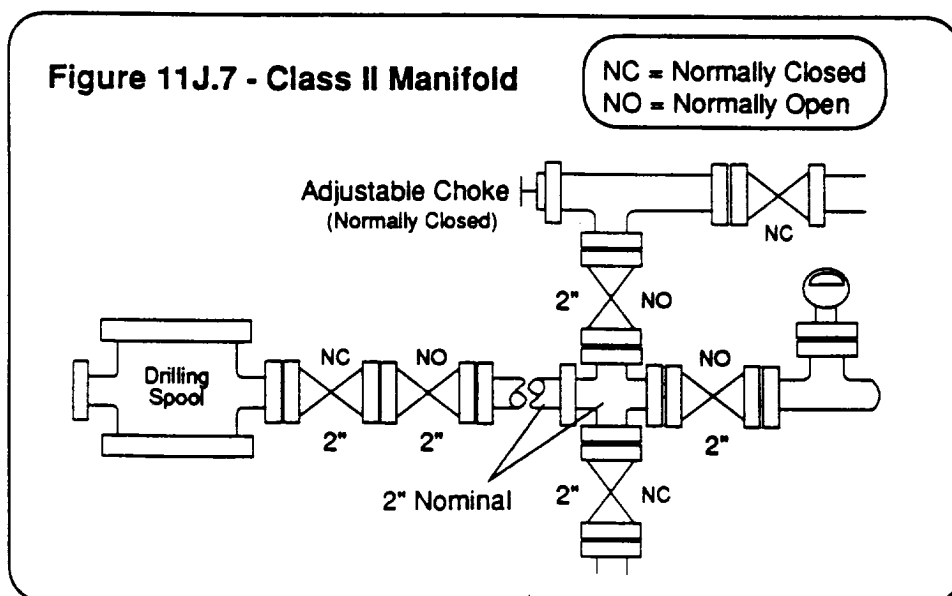 Figure 11J.7 - Class II Manifold
NC = Normally Closed
NO = Normally Open
Adjustable Choke
(Normally Closed)
NC
2" NO
NC NO
NO
Drilling
Spool
2" 2"
2"
2" Nominal
2" NC